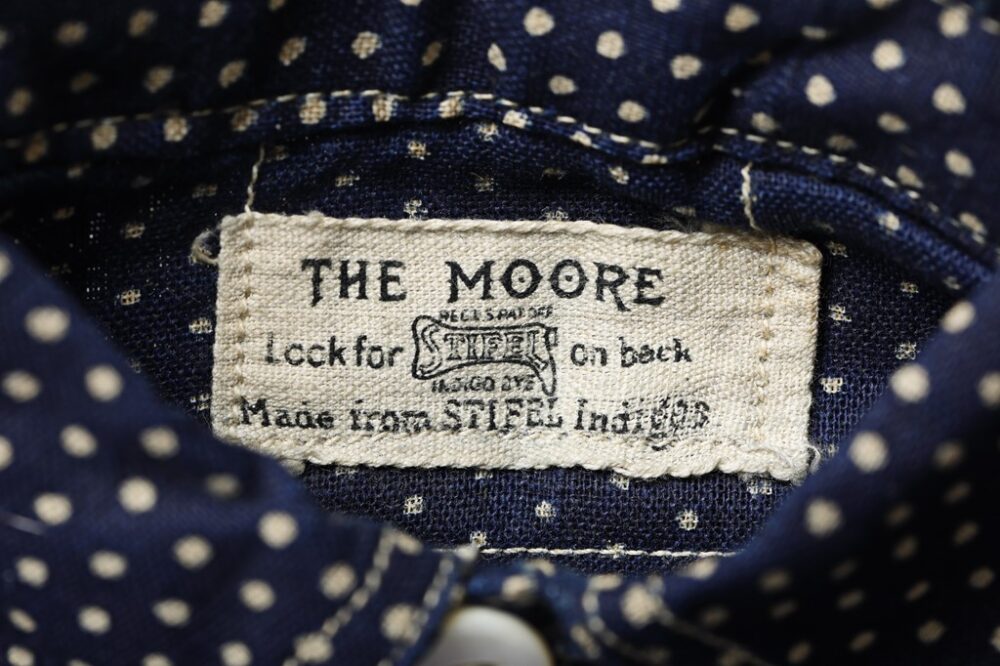 THE MOORE
REG.U.S.PAT.OFF
Look for STIFEL on back
INDIGO DYE
Made from STIFEL Indigos